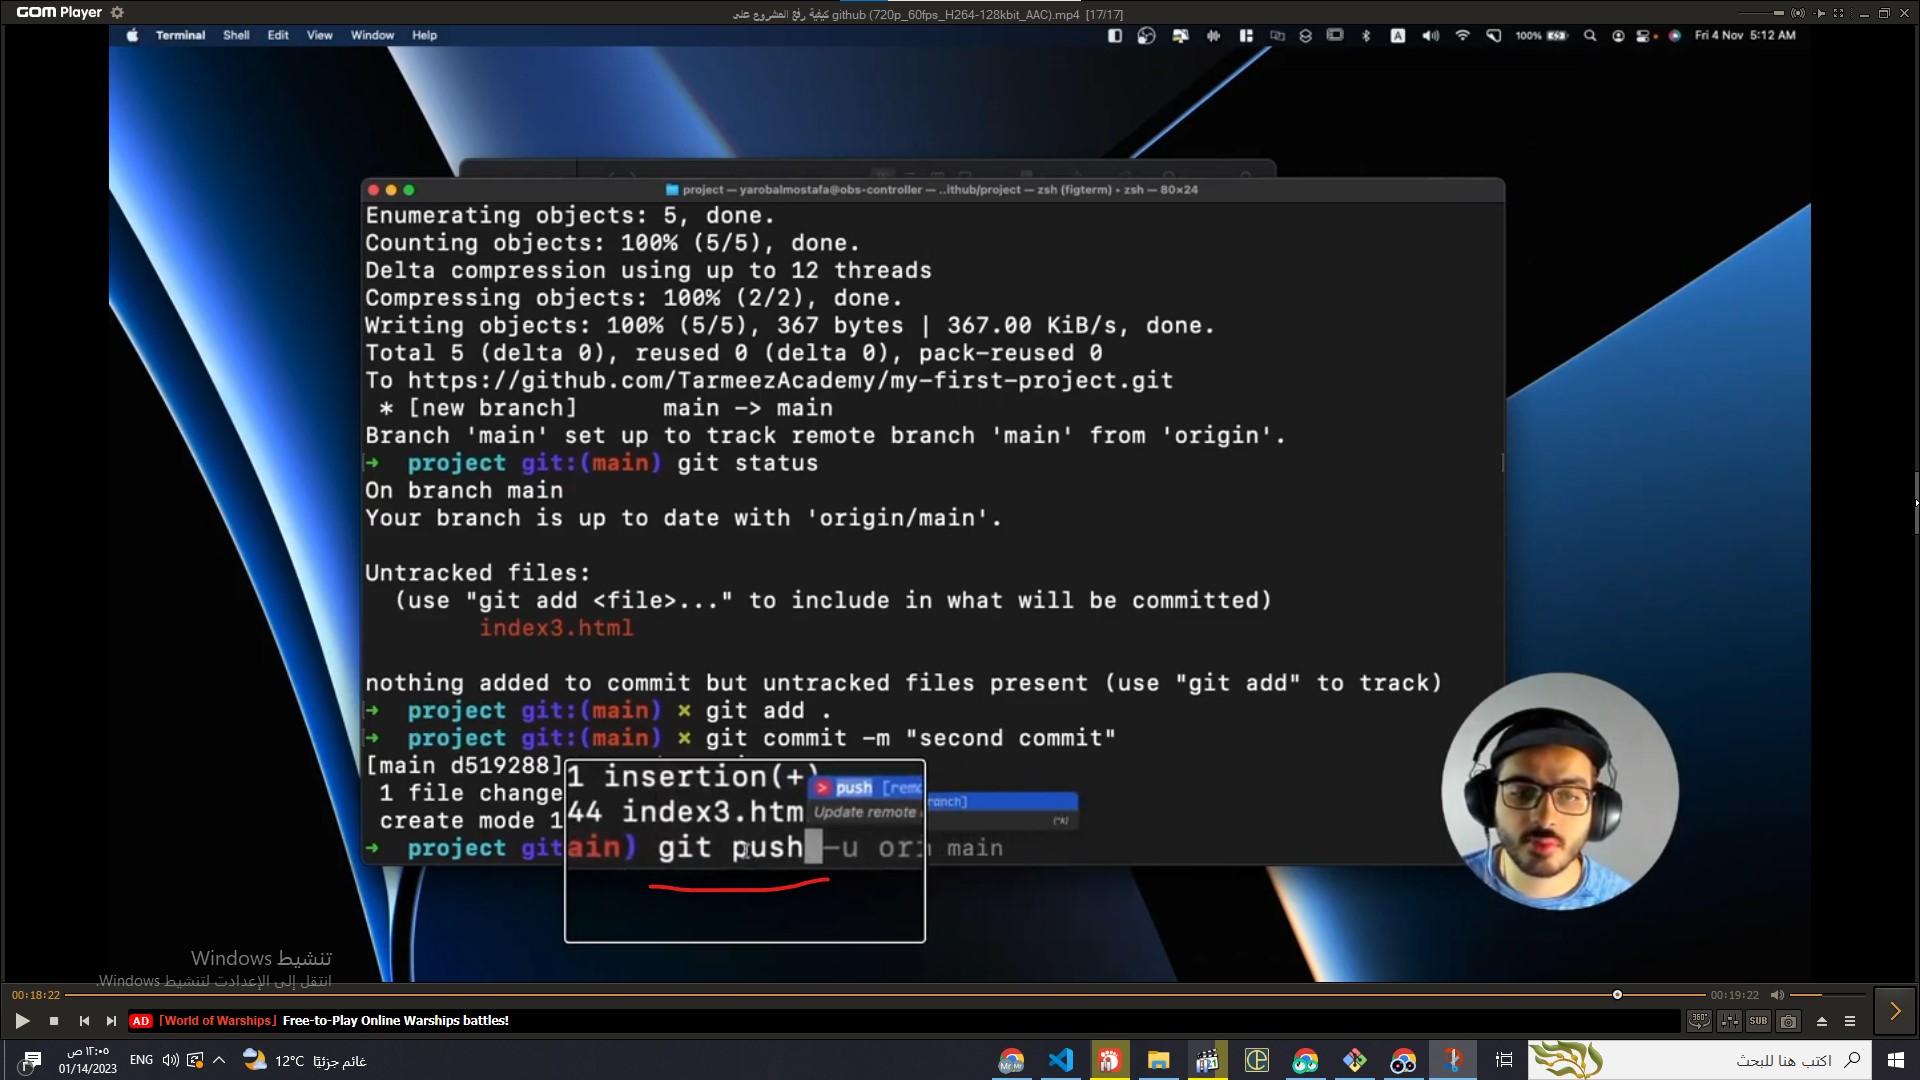 GOM Player
كيفية رفع المشروع على github (720p_60fps_H264-128kbit_AAC).mp4 [17/17]
Terminal Shell Edit View Window Help
100% Fri 4 Nov 5:12 AM
project — yarobalmostafa@obs-controller — ..ithub/project — zsh (figterm) • zsh — 80×24
Enumerating objects: 5, done.
Counting objects: 100% (5/5), done.
Delta compression using up to 12 threads
Compressing objects: 100% (2/2), done.
Writing objects: 100% (5/5), 367 bytes | 367.00 KiB/s, done.
Total 5 (delta 0), reused 0 (delta 0), pack-reused 0
To https://github.com/TarmeezAcademy/my-first-project.git
* [new branch] main -> main
Branch 'main' set up to track remote branch 'main' from 'origin'.
➜ project git:(main) git status
On branch main
Your branch is up to date with 'origin/main'.
Untracked files:
(use "git add <file>..." to include in what will be committed)
index3.html
nothing added to commit but untracked files present (use "git add" to track)
➜ project git:(main) × git add .
➜ project git:(main) × git commit -m "second commit"
[main d519288]
1 file change
create mode 1
➜ project git
1 insertion(+)
44 index3.htm
ain) git push -u ori
> push [remo
Update remote
ranch]
main
تنشيط Windows
انتقل إلى الإعدادات لتنشيط Windows.
00:18:22
00:19:22
AD [World of Warships] Free-to-Play Online Warships battles!
360° SUB
١٢:٠٥ ص
01/14/2023
ENG
12°C غائم جزئيًا
Mr Mr
اكتب هنا للبحث